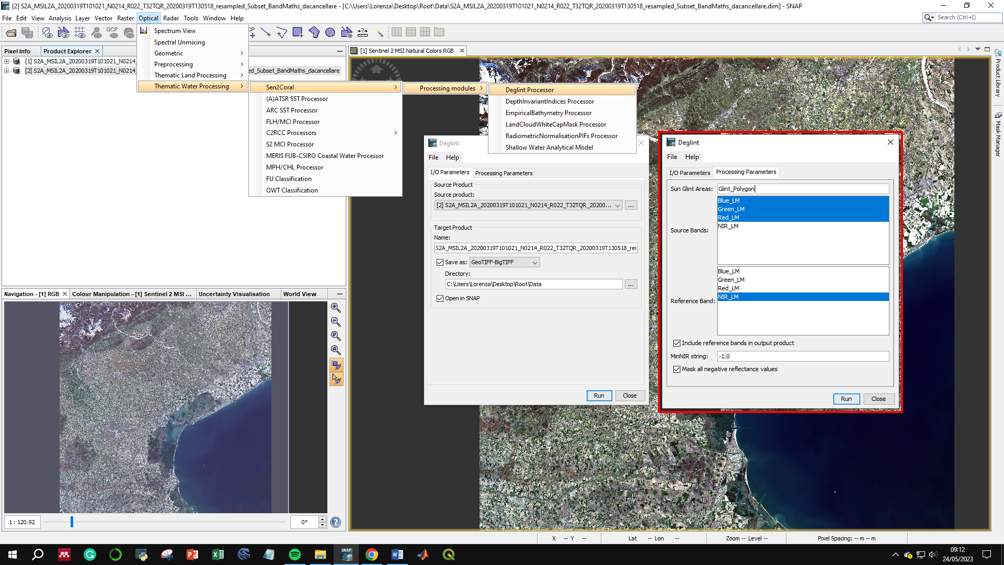 [2] S2A_MSIL2A_20200319T101021_N0214_R022_T32TQR_20200319T130518_resampled_Subset_BandMaths_dacancellare - [C:\Users\Lorenza\Desktop\Root\Data\S2A_MSIL2A_20200319T101021_N0214_R022_T32TQR_20200319T130518_resampled_Subset_BandMaths_dacancellare.dim] - SNAP
File Edit View Analysis Layer Vector Raster Optical Radar Tools Window Help
Search (Ctrl+I)
Pixel Info Product Explorer
[1] S2A_MSIL2A_20200319T101021_N0214_
[2] S2A_MSIL2A_20200319T101021_N0214_
ed_Subset_BandMaths_dacancellare
Spectrum View
Spectral Unmixing
Geometric
Preprocessing
Thematic Land Processing
Thematic Water Processing
Sen2Coral
(A)ATSR SST Processor
ARC SST Processor
FLH/MCI Processor
C2RCC Processors
S2 MCI Processor
MERIS FUB-CSIRO Coastal Water Processor
MPH/CHL Processor
FU Classification
OWT Classification
Processing modules
Deglint Processor
DepthInvariantIndices Processor
EmpiricalBathymetry Processor
LandCloudWhiteCapMask Processor
RadiometricNormalisationPIFs Processor
Shallow Water Analytical Model
[1] Sentinel 2 MSI Natural Colors RGB
Product Library
Mask Manager
Deglint
File Help
I/O Parameters Processing Parameters
Source Product
Source product:
[2] S2A_MSIL2A_20200319T101021_N0214_R022_T32TQR_20200...
...
Target Product
Name:
S2A_MSIL2A_20200319T101021_N0214_R022_T32TQR_20200319T130518_res
Save as: GeoTIFF-BigTIFF
Directory:
C:\Users\Lorenza\Desktop\Root\Data
...
Open in SNAP
Run Close
Deglint
File Help
I/O Parameters Processing Parameters
Sun Glint Areas: Glint_Polygon
Source Bands:
Blue_LM
Green_LM
Red_LM
NIR_LM
Reference Band:
Blue_LM
Green_LM
Red_LM
NIR_LM
Include reference bands in output product
MinNIR string: -1.0
Mask all negative reflectance values
Run Close
Navigation - [1] RGB Colour Manipulation - [1] Sentinel 2 MSI ... Uncertainty Visualisation World View
1 : 120.92
0°
X -- Y -- Lat -- Lon -- Zoom -- Level -- Pixel Spacing: -- m -- m
09:12
24/05/2023